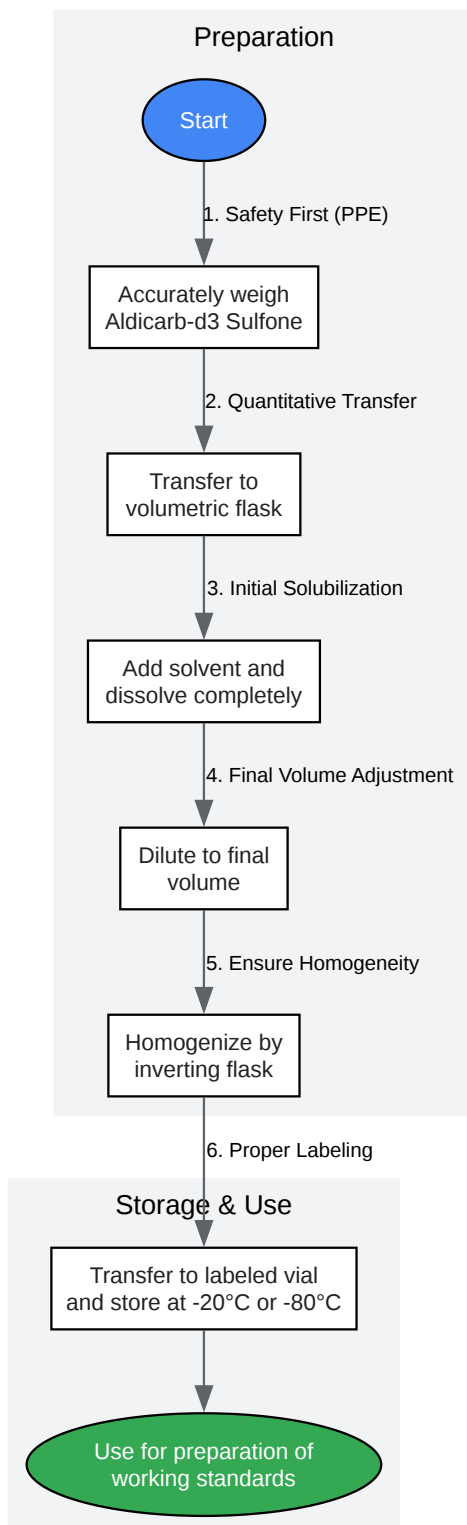 Preparation
Start
1. Safety First (PPE)
Accurately weigh
Aldicarb-d3 Sulfone
2. Quantitative Transfer
Transfer to
volumetric flask
3. Initial Solubilization
Add solvent and
dissolve completely
4. Final Volume Adjustment
Dilute to final
volume
5. Ensure Homogeneity
Homogenize by
inverting flask
6. Proper Labeling
Storage & Use
Transfer to labeled vial
and store at -20°C or -80°C
Use for preparation of
working standards